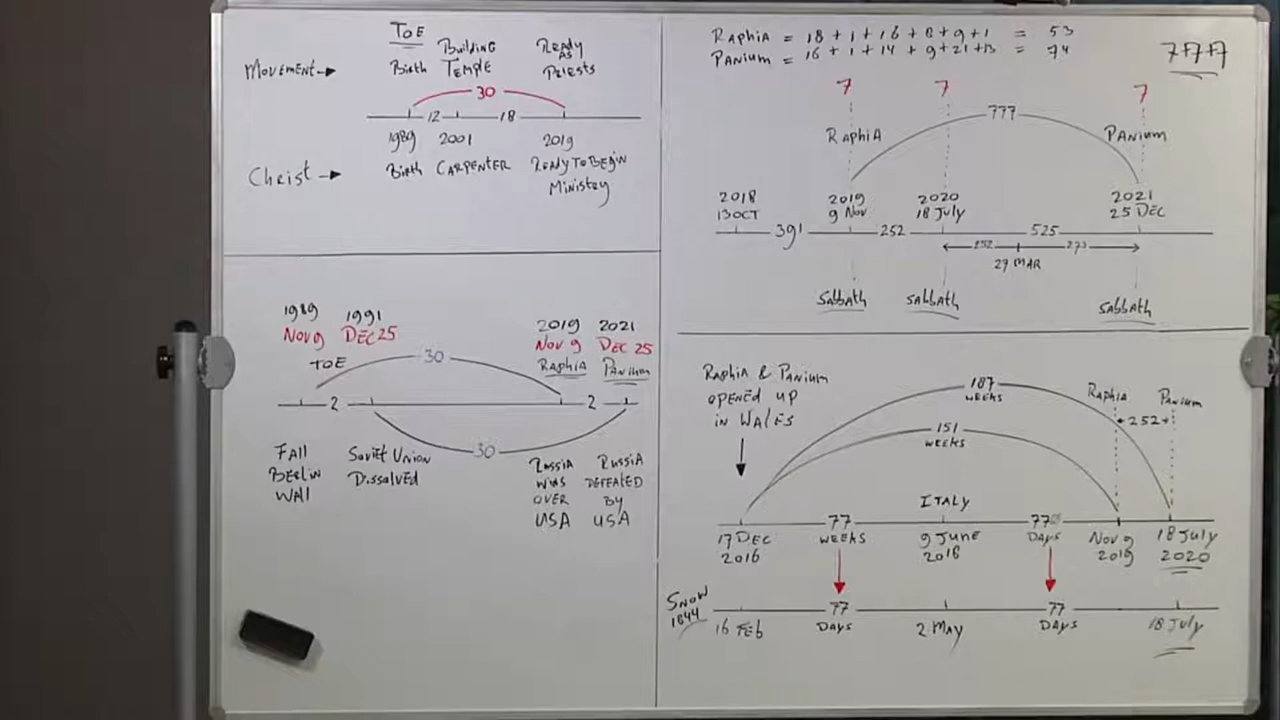 ToE
Building
Ready
AS
Movement→
Birth
Temple
Priests
30
12
18
1989
2001
2019
Christ →
Birth
CARPENTER
Ready To Begin
Ministry
1989
1991
Nov 9
DEC 25
2019
2021
Nov 9
DEC 25
ToE
30
Raphia
Panium
2
2
30
Fall
Berlin
Wall
Soviet Union
Dissolved
Russia
wins
over
USA
Russia
defeated
by
USA
Raphia = 18 + 1 + 16 + 8 + 9 + 1 = 53
Panium = 16 + 1 + 14 + 9 + 21 + 13 = 74
7+7+7
7
7
7
777
Raphia
Panium
2018
13 OCT
2019
9 Nov
2020
18 July
2021
25 DEC
391
252
525
252
273
27 MAR
Sabbath
Sabbath
Sabbath
Raphia & Panium
opened up
in Wales
187
weeks
151
weeks
Raphia
Panium
252
Italy
17 DEC
2016
77
weeks
9 June
2018
77
Days
Nov 9
2019
18 July
2020
Snow
1844
16 Feb
77
Days
2 May
77
Days
18 July